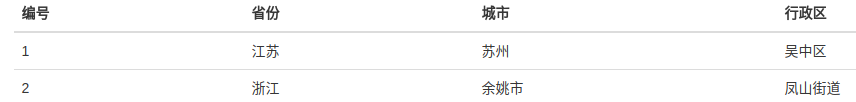 编号 省份 城市 行政区
1 江苏 苏州 吴中区
2 浙江 余姚市 凤山街道